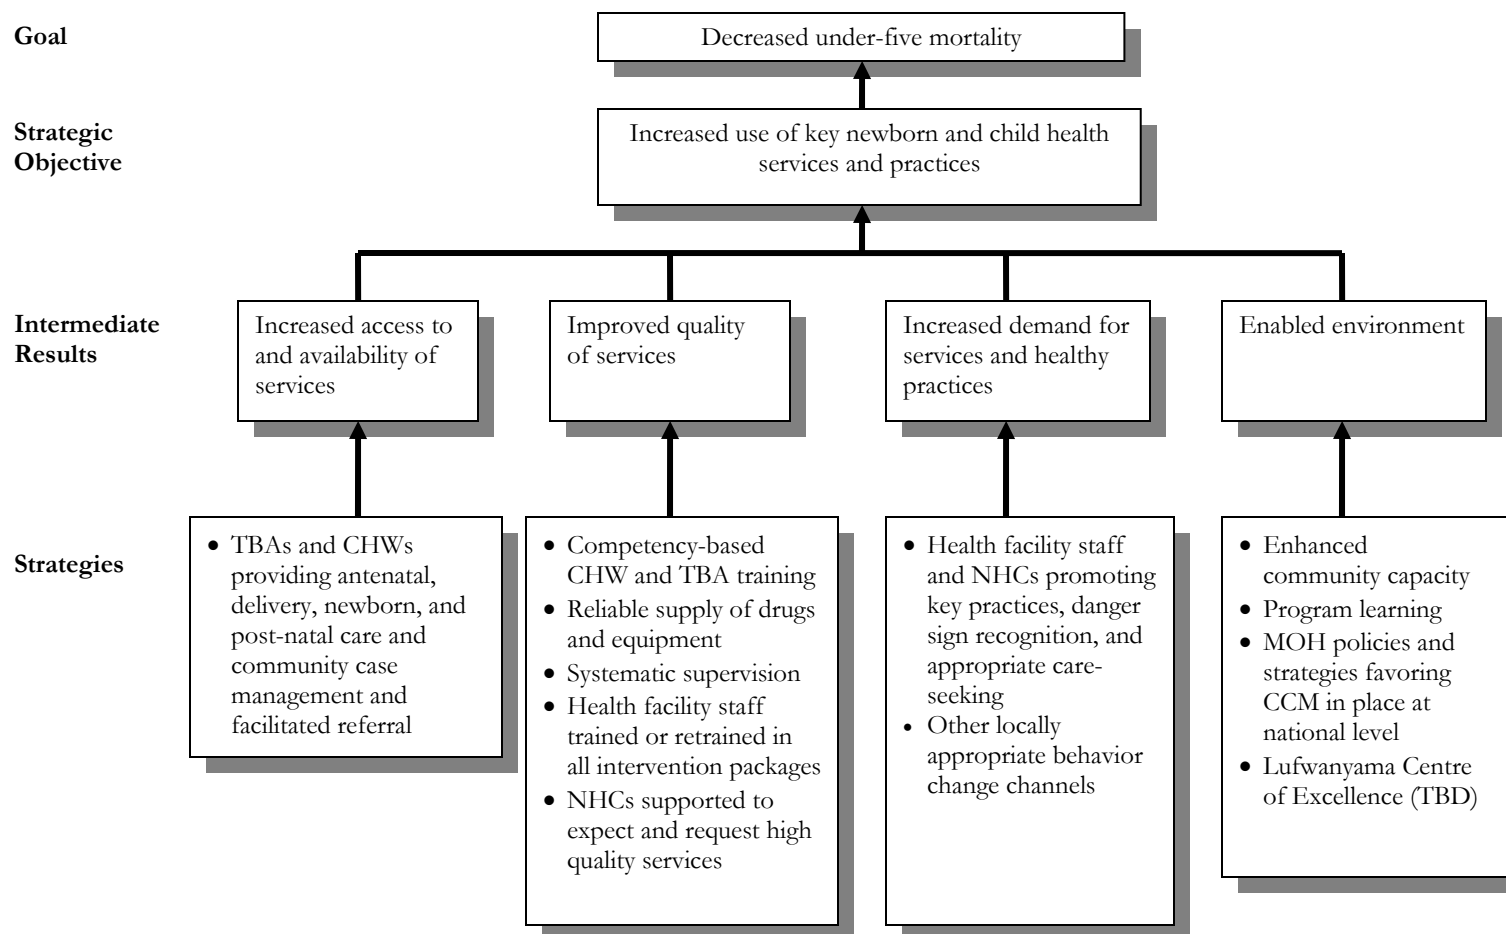 Goal
Decreased under-five mortality
Strategic
Objective
Increased use of key newborn and child health
services and practices
Intermediate
Results
Increased access to
and availability of
services
Improved quality
of services
Increased demand for
services and healthy
practices
Enabled environment
Strategies
• TBAs and CHWs
providing antenatal,
delivery, newborn, and
post-natal care and
community case
management and
facilitated referral
• Competency-based
CHW and TBA training
• Reliable supply of drugs
and equipment
• Systematic supervision
• Health facility staff
trained or retrained in
all intervention packages
• NHCs supported to
expect and request high
quality services
• Health facility staff
and NHCs promoting
key practices, danger
sign recognition, and
appropriate care-
seeking
• Other locally
appropriate behavior
change channels
• Enhanced
community capacity
• Program learning
• MOH policies and
strategies favoring
CCM in place at
national level
• Lufwanyama Centre
of Excellence (TBD)